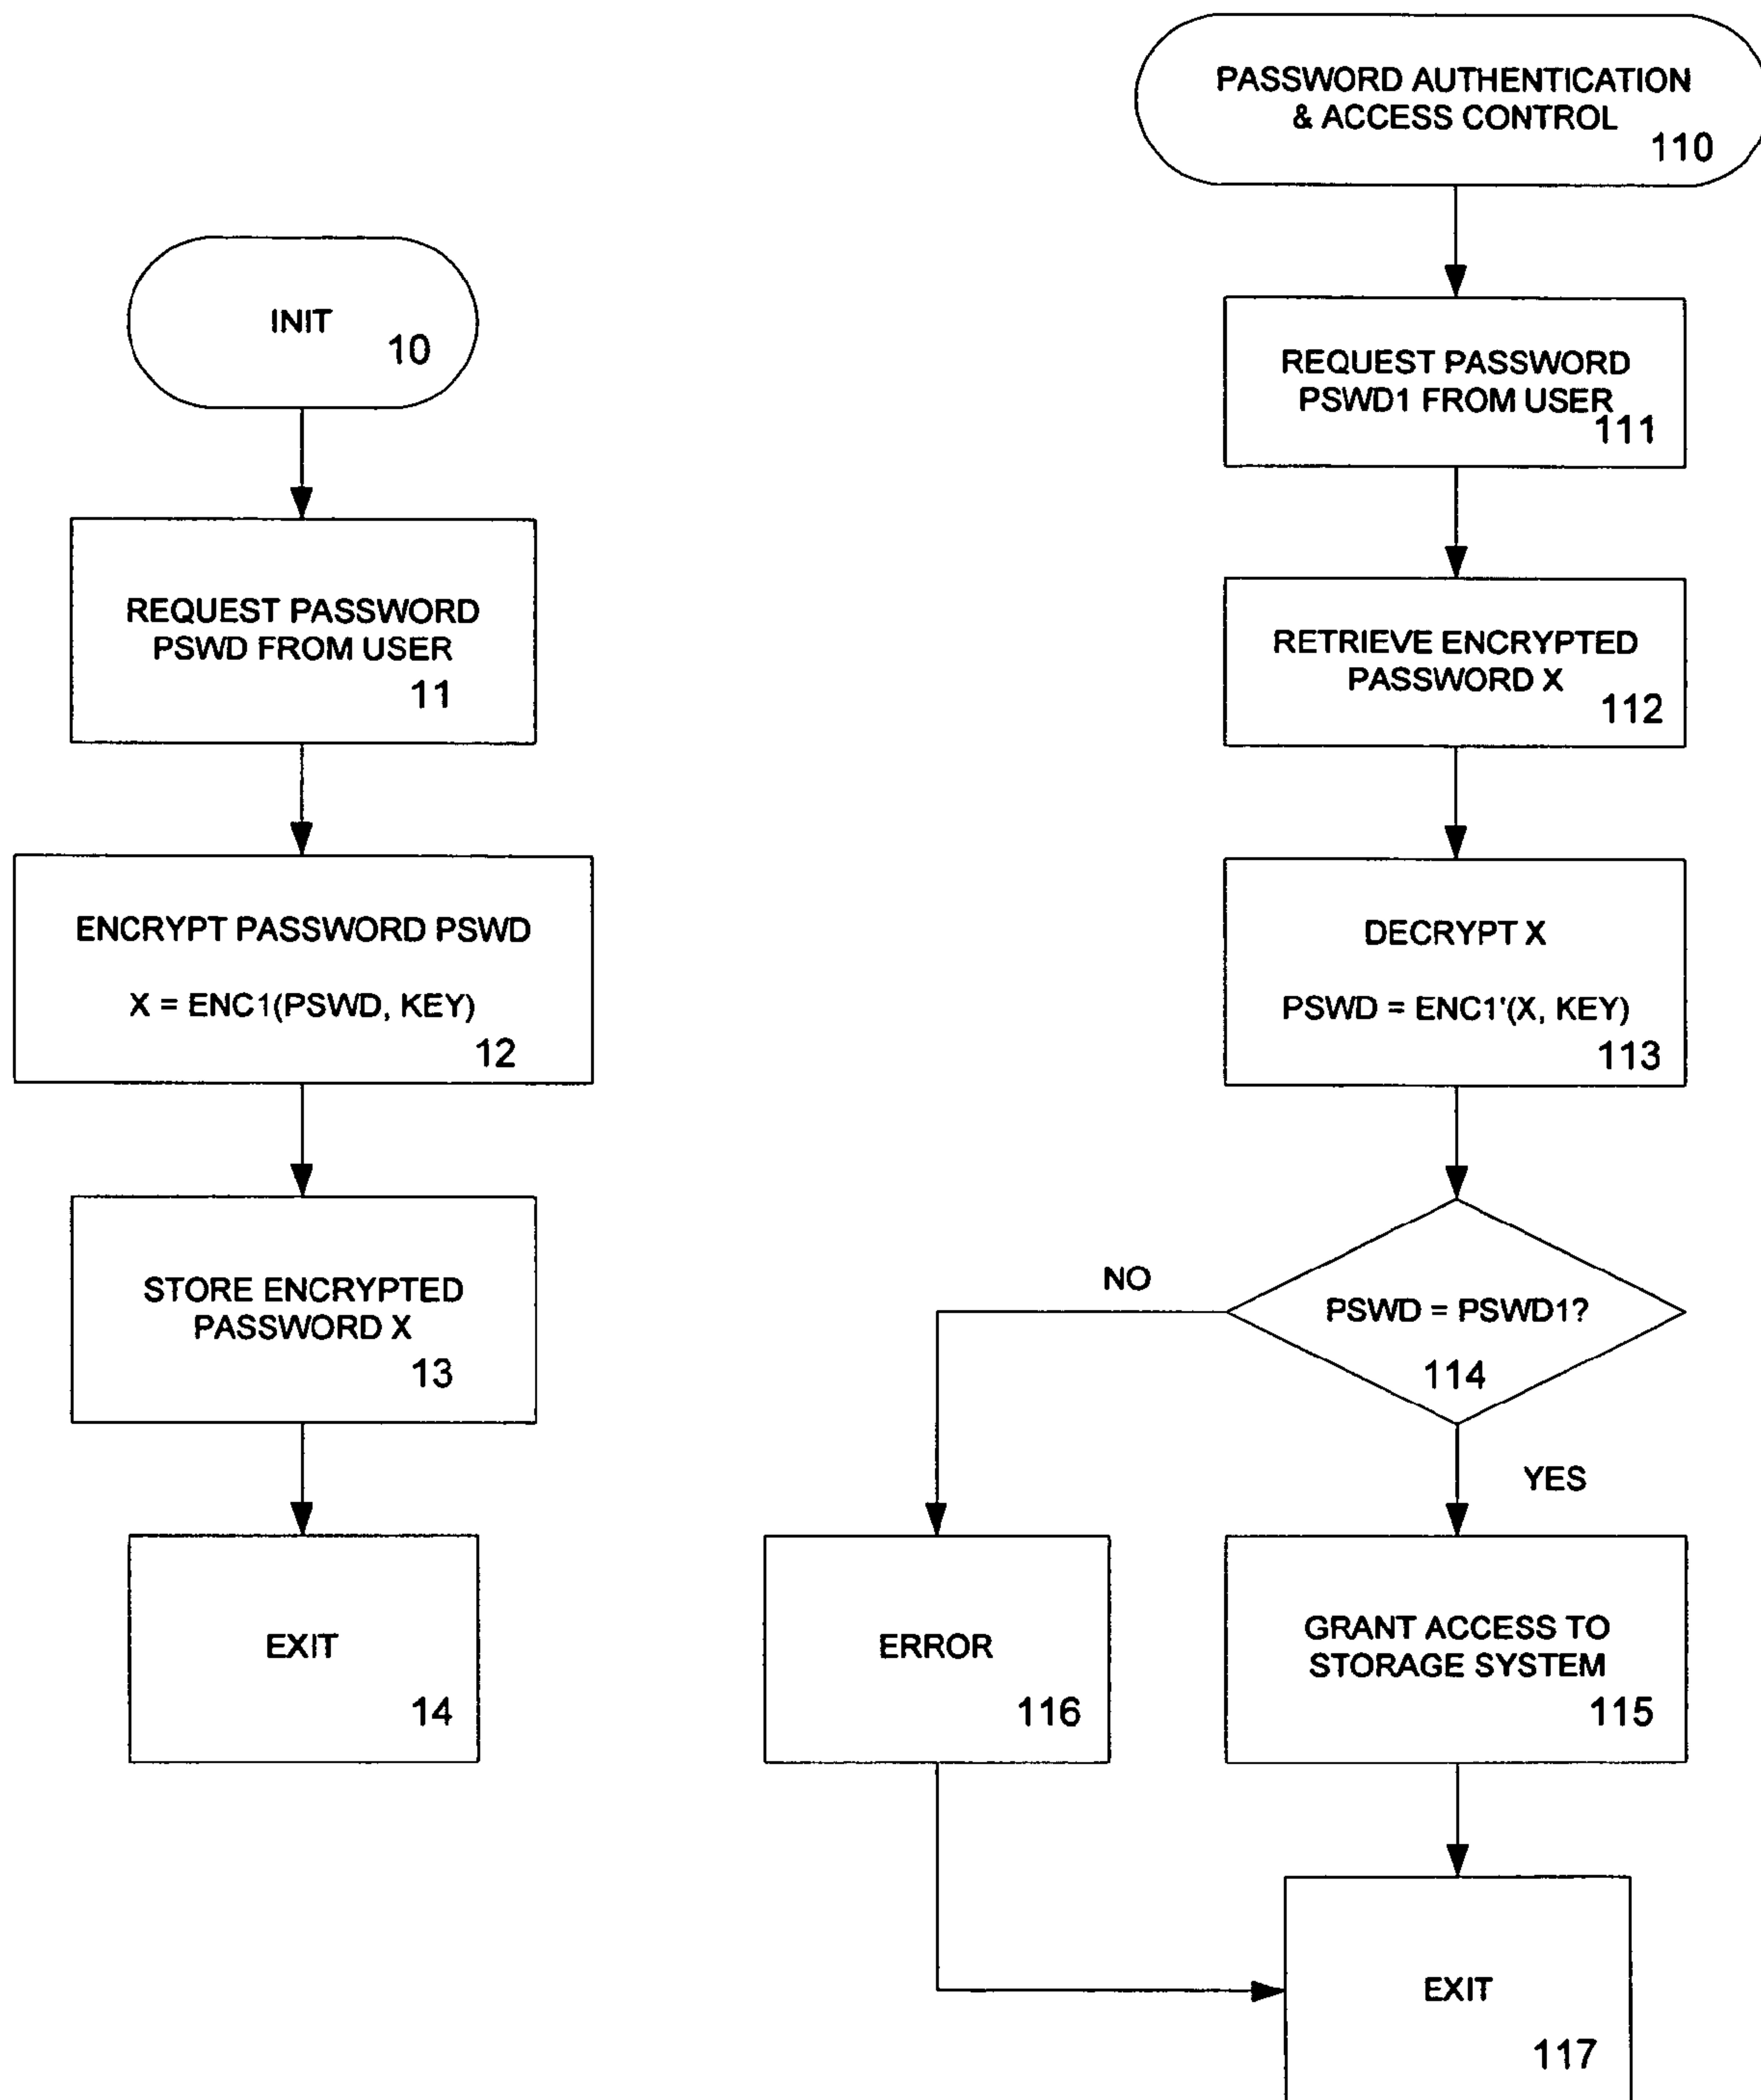 INIT
10
REQUEST PASSWORD
PSWD FROM USER
11
ENCRYPT PASSWORD PSWD
X = ENC1(PSWD, KEY)
12
STORE ENCRYPTED
PASSWORD X
13
EXIT
14
PASSWORD AUTHENTICATION
& ACCESS CONTROL
110
REQUEST PASSWORD
PSWD1 FROM USER
111
RETRIEVE ENCRYPTED
PASSWORD X
112
DECRYPT X
PSWD = ENC1'(X, KEY)
113
PSWD = PSWD1?
114
NO
YES
ERROR
116
GRANT ACCESS TO
STORAGE SYSTEM
115
EXIT
117